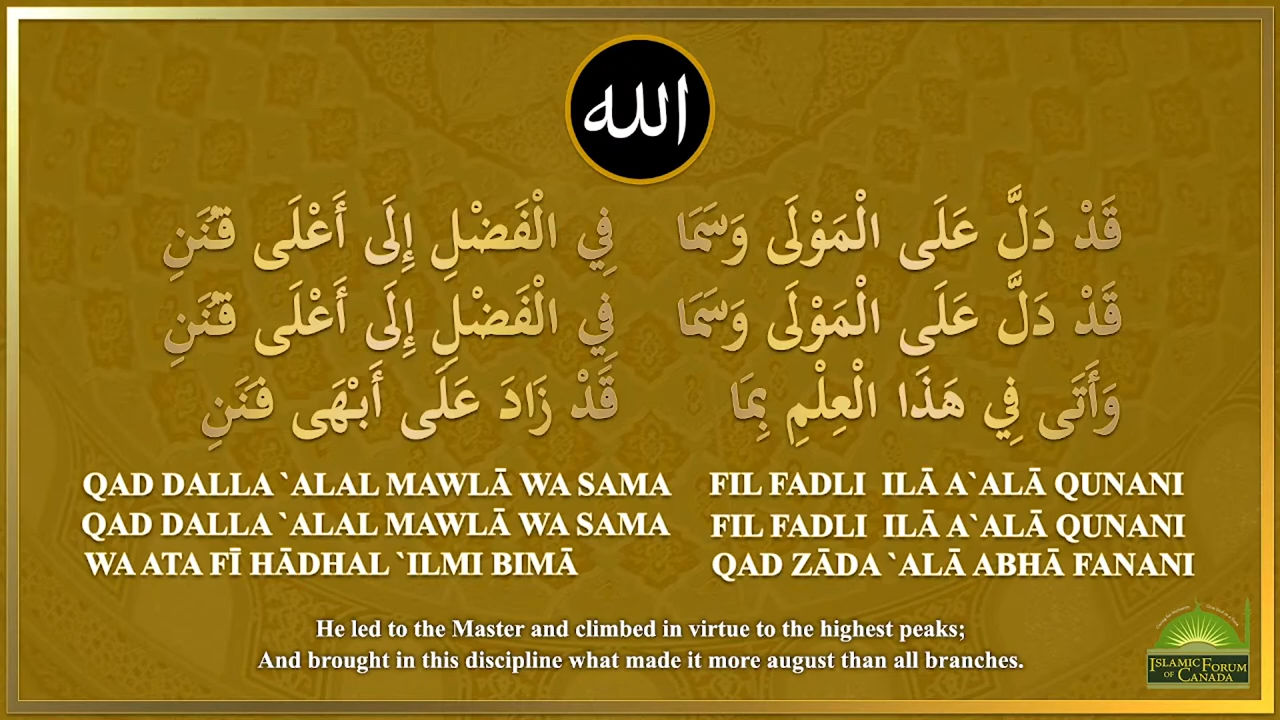 الله
قَدْ دَلَّ عَلَى الْمَوْلَى وَسَمَا فِي الْفَضْلِ إِلَى أَعْلَى قُنَنِ
قَدْ دَلَّ عَلَى الْمَوْلَى وَسَمَا فِي الْفَضْلِ إِلَى أَعْلَى قُنَنِ
وَأَتَى فِي هَذَا الْعِلْمِ بِمَا قَدْ زَادَ عَلَى أَبْهَى فَنَنِ
QAD DALLA `ALAL MAWLĀ WA SAMA FIL FADLI ILĀ A`ALĀ QUNANI
QAD DALLA `ALAL MAWLĀ WA SAMA FIL FADLI ILĀ A`ALĀ QUNANI
WA ATA FĪ HĀDHAL `ILMI BIMĀ QAD ZĀDA `ALĀ ABHĀ FANANI
He led to the Master and climbed in virtue to the highest peaks;
And brought in this discipline what made it more august than all branches.
ISLAMIC FORUM
OF CANADA